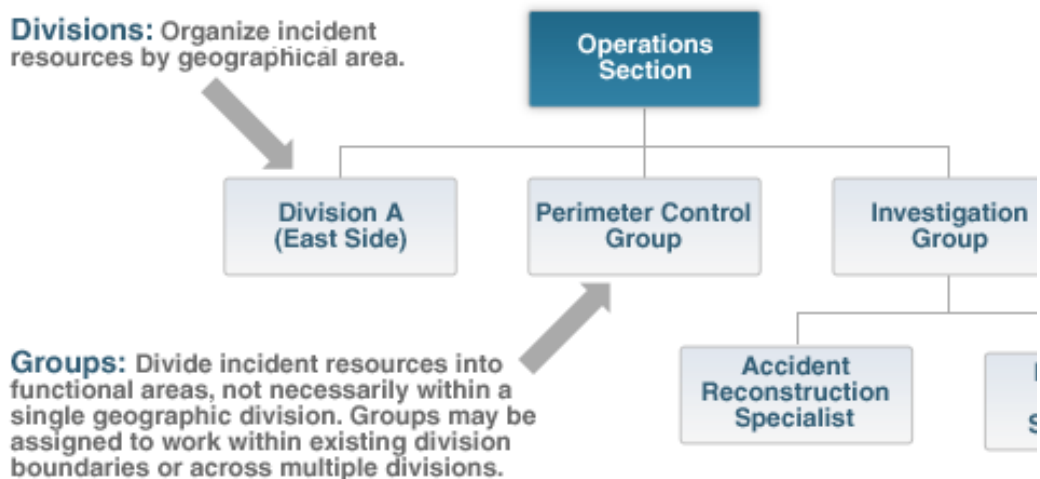 Divisions: Organize incident
resources by geographical area.
Operations
Section
Division A
(East Side)
Perimeter Control
Group
Investigation
Group
Groups: Divide incident resources into
functional areas, not necessarily within a
single geographic division. Groups may be
assigned to work within existing division
boundaries or across multiple divisions.
Accident
Reconstruction
Specialist